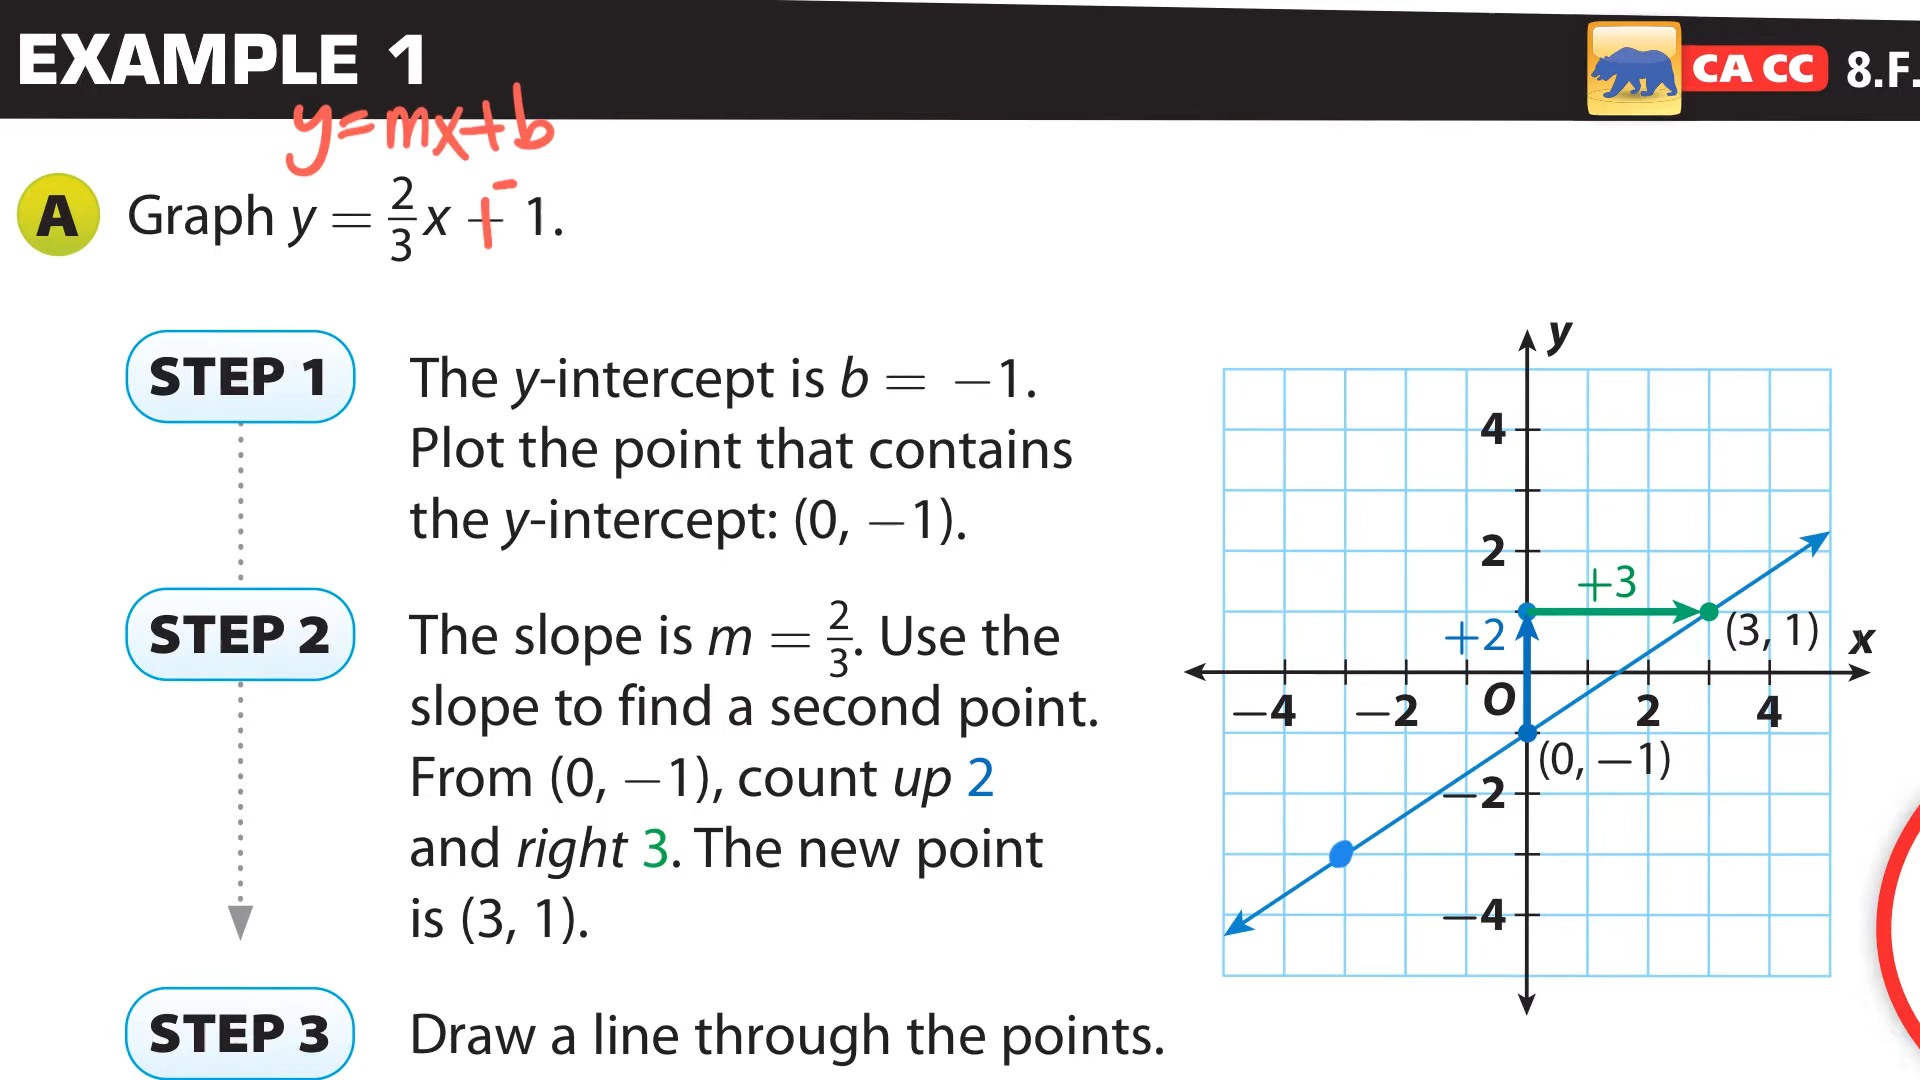 EXAMPLE 1
CA CC 8.F.
y=mx+b
A Graph y = 2/3 x + -1.
STEP 1
The y-intercept is b = −1.
Plot the point that contains
the y-intercept: (0, −1).
STEP 2
The slope is m = 2/3. Use the
slope to find a second point.
From (0, −1), count up 2
and right 3. The new point
is (3, 1).
STEP 3
Draw a line through the points.
y
4
2
+3
+2
(3, 1)
x
−4 −2 O 2 4
(0, −1)
−2
−4